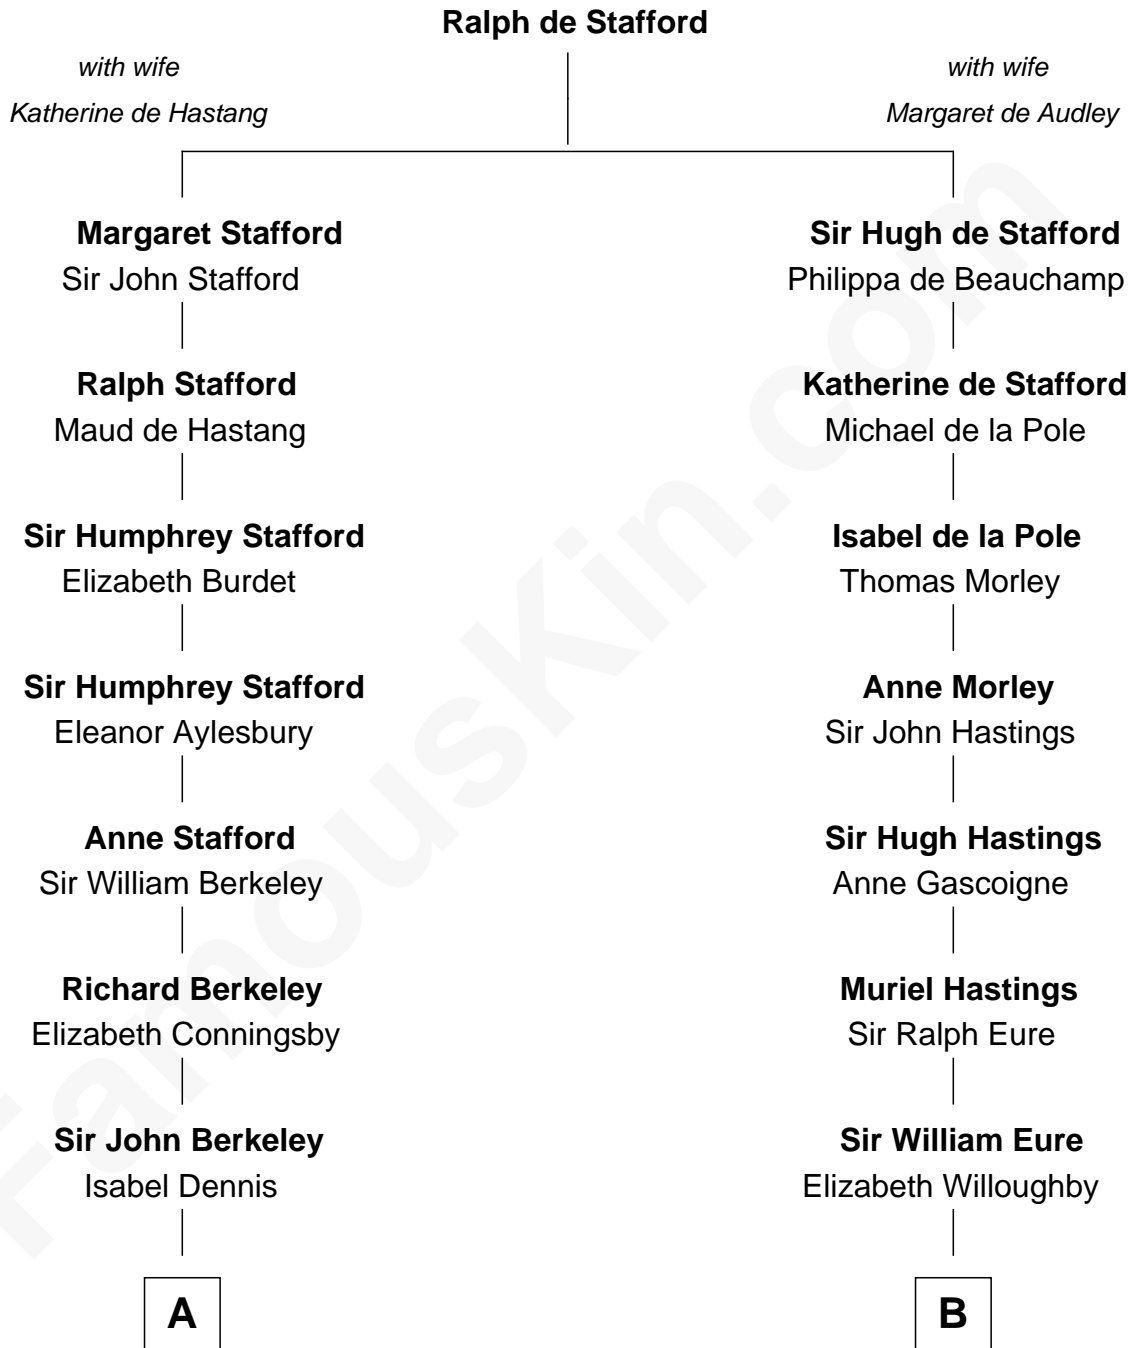 Ralph de Stafford
with wife
Katherine de Hastang
with wife
Margaret de Audley
Margaret Stafford
Sir John Stafford
Sir Hugh de Stafford
Philippa de Beauchamp
Ralph Stafford
Maud de Hastang
Katherine de Stafford
Michael de la Pole
Sir Humphrey Stafford
Elizabeth Burdet
Isabel de la Pole
Thomas Morley
Sir Humphrey Stafford
Eleanor Aylesbury
Anne Morley
Sir John Hastings
Anne Stafford
Sir William Berkeley
Sir Hugh Hastings
Anne Gascoigne
Richard Berkeley
Elizabeth Conningsby
Muriel Hastings
Sir Ralph Eure
Sir John Berkeley
Isabel Dennis
Sir William Eure
Elizabeth Willoughby
A
B
FamousKin.com